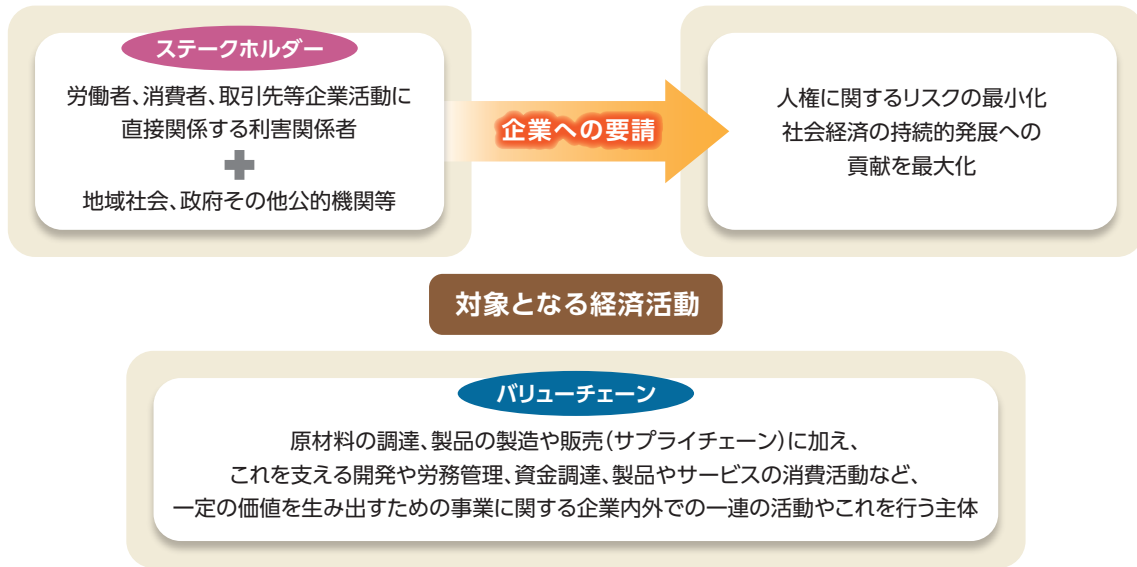 ステークホルダー
労働者、消費者、取引先等企業活動に
直接関係する利害関係者
地域社会、政府その他公的機関等
企業への要請
人権に関するリスクの最小化
社会経済の持続的発展への
貢献を最大化
対象となる経済活動
バリューチェーン
原材料の調達、製品の製造や販売(サプライチェーン)に加え、
これを支える開発や労務管理、資金調達、製品やサービスの消費活動など、
一定の価値を生み出すための事業に関する企業内外での一連の活動やこれを行う主体